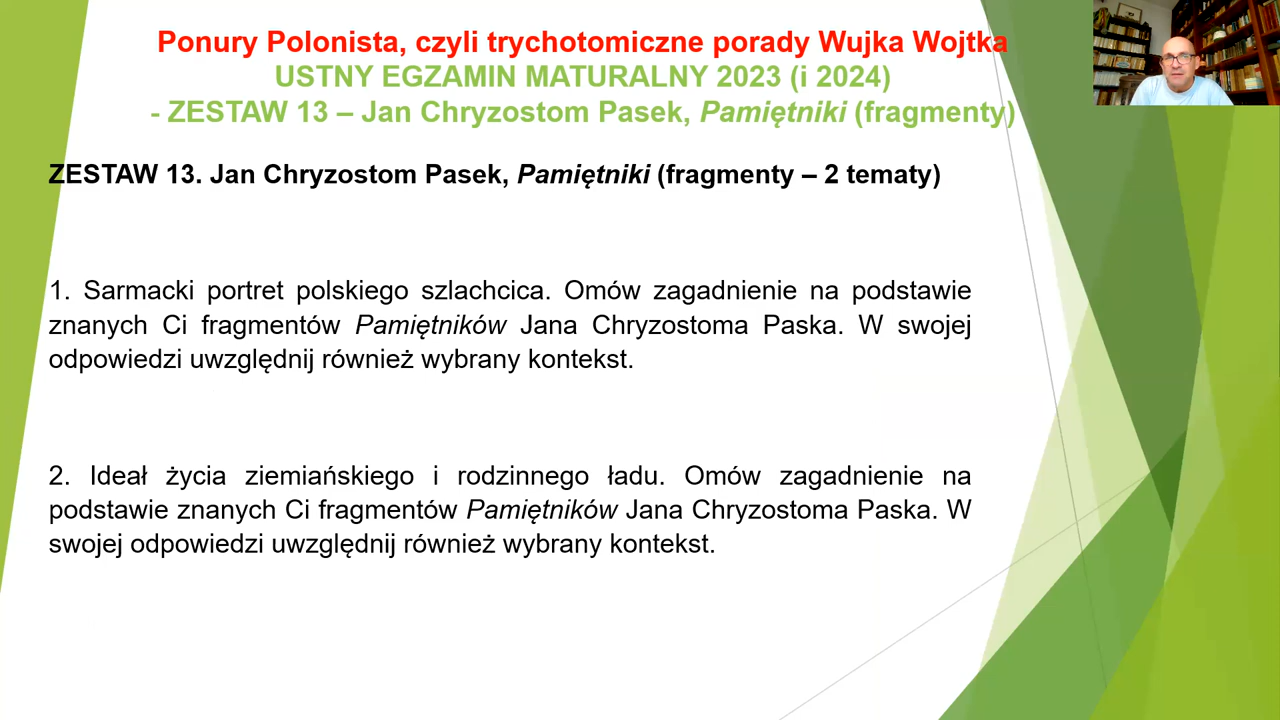 Ponury Polonista, czyli trychotomiczne porady Wujka Wojtka
USTNY EGZAMIN MATURALNY 2023 (i 2024)
- ZESTAW 13 – Jan Chryzostom Pasek, Pamiętniki (fragmenty)
ZESTAW 13. Jan Chryzostom Pasek, Pamiętniki (fragmenty – 2 tematy)
1. Sarmacki portret polskiego szlachcica. Omów zagadnienie na podstawie
znanych Ci fragmentów Pamiętników Jana Chryzostoma Paska. W swojej
odpowiedzi uwzględnij również wybrany kontekst.
2. Ideał życia ziemiańskiego i rodzinnego ładu. Omów zagadnienie na
podstawie znanych Ci fragmentów Pamiętników Jana Chryzostoma Paska. W
swojej odpowiedzi uwzględnij również wybrany kontekst.